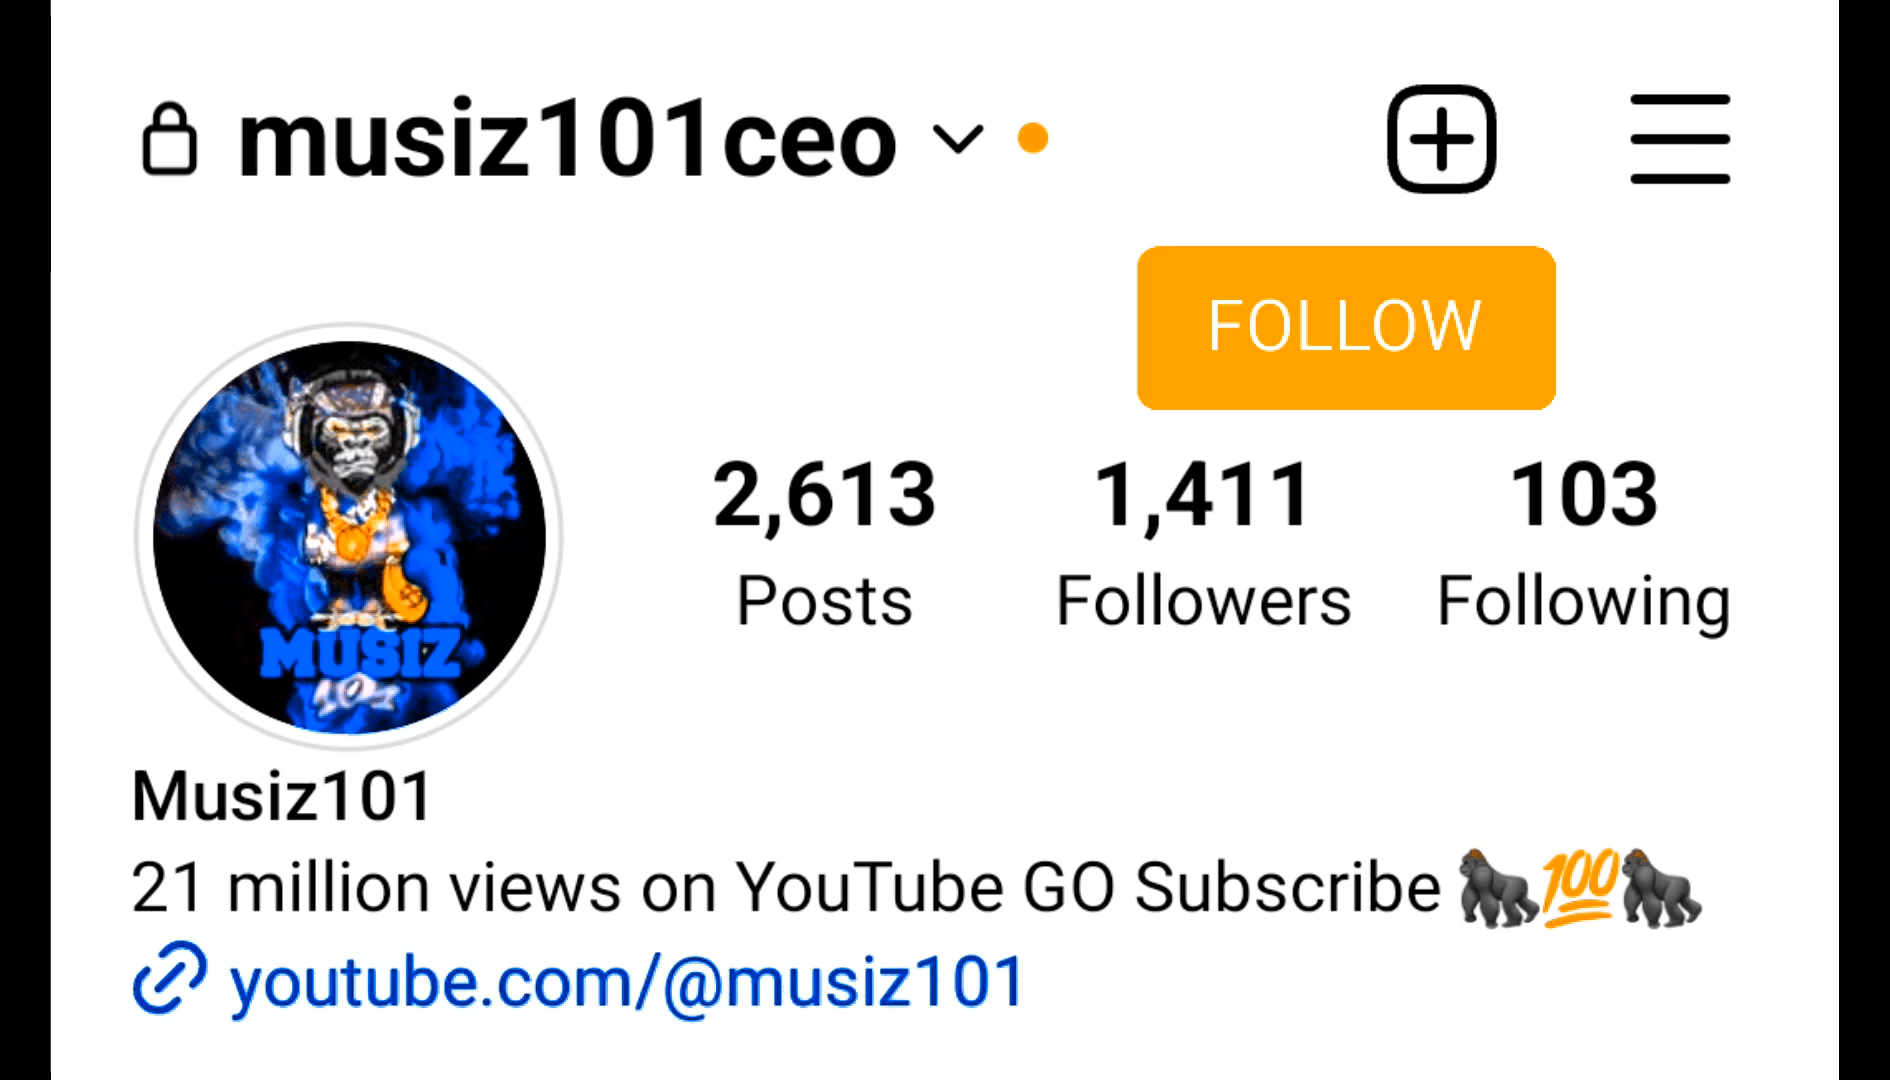 musiz101ceo
FOLLOW
2,613 1,411 103
Posts Followers Following
MUSIZ
101
Musiz101
21 million views on YouTube GO Subscribe 🦍💯🦍
youtube.com/@musiz101